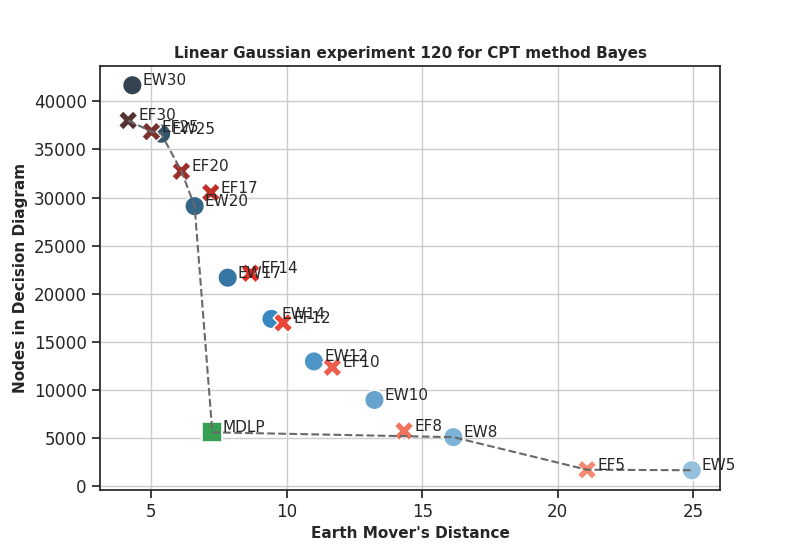 Linear Gaussian experiment 120 for CPT method Bayes
Nodes in Decision Diagram
40000
35000
30000
25000
20000
15000
10000
5000
0
EW30
EF30
EF25
EW25
EF20
EF17
EW20
EF14
EW17
EW14
EF12
EW12
EF10
EW10
EF8
MDLP
EW8
EF5
EW5
5
10
15
20
25
Earth Mover's Distance